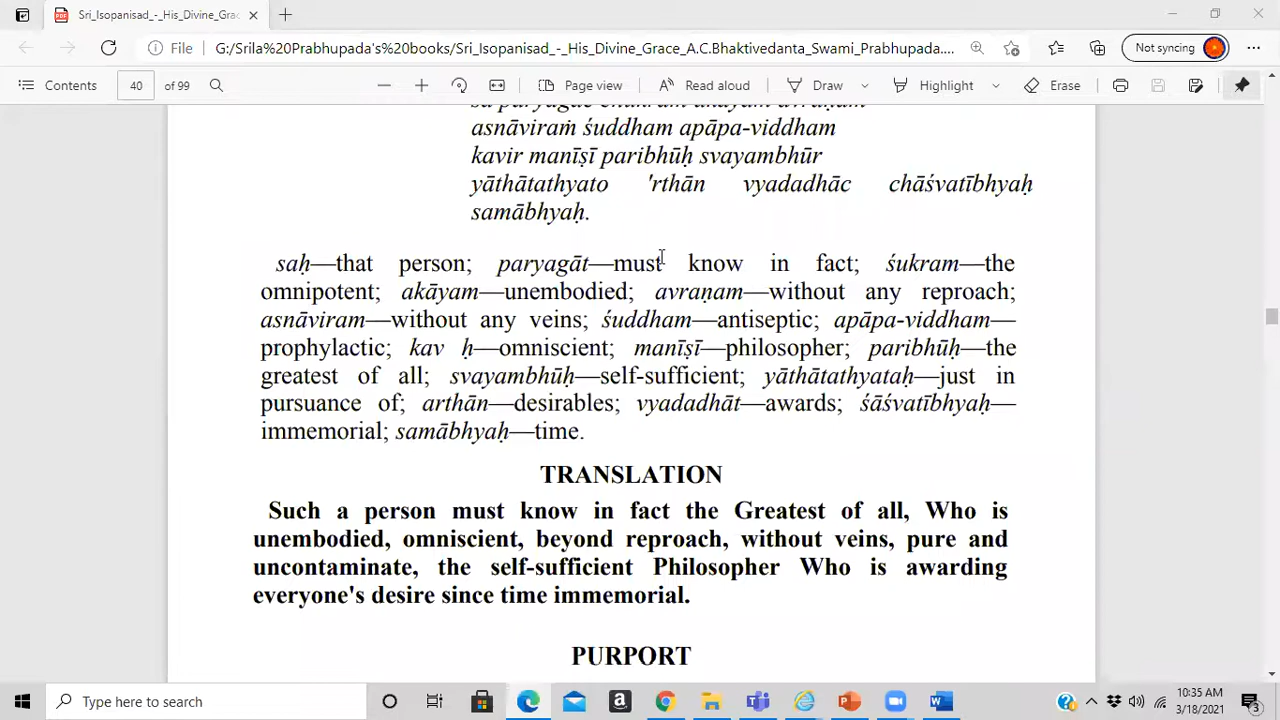 Sri_Isopanisad_-_His_Divine_Grac
File G:/Srila%20Prabhupada's%20books/Sri_Isopanisad_-_His_Divine_Grace_A.C.Bhaktivedanta_Swami_Prabhupada.... Not syncing
Contents 40 of 99 Page view Read aloud Draw Highlight Erase
asnāviraṁ śuddham apāpa-viddham
kavir manīṣī paribhūḥ svayambhūr
yāthātathyato 'rthān vyadadhāc chāśvatībhyaḥ
samābhyaḥ.
saḥ—that person; paryagāt—must know in fact; śukram—the
omnipotent; akāyam—unembodied; avraṇam—without any reproach;
asnāviram—without any veins; śuddham—antiseptic; apāpa-viddham—
prophylactic; kav ḥ—omniscient; manīṣī—philosopher; paribhūḥ—the
greatest of all; svayambhūḥ—self-sufficient; yāthātathyataḥ—just in
pursuance of; arthān—desirables; vyadadhāt—awards; śāśvatībhyaḥ—
immemorial; samābhyaḥ—time.
TRANSLATION
Such a person must know in fact the Greatest of all, Who is
unembodied, omniscient, beyond reproach, without veins, pure and
uncontaminate, the self-sufficient Philosopher Who is awarding
everyone's desire since time immemorial.
PURPORT
Type here to search
10:35 AM
3/18/2021
3